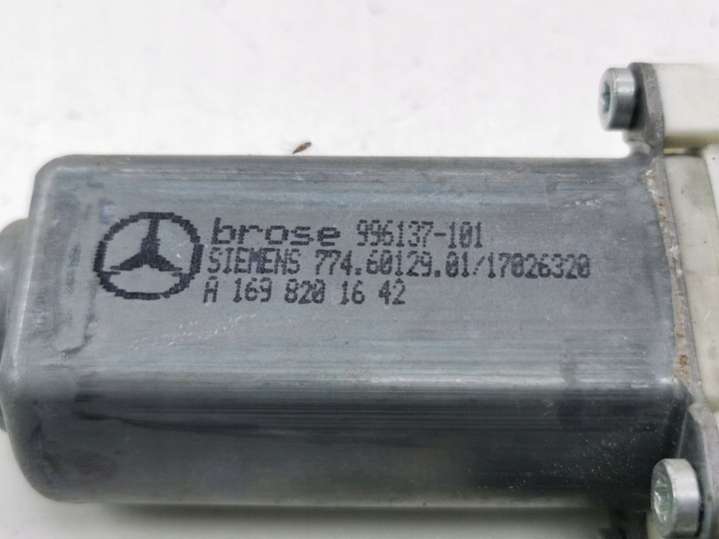 brose 996137-101
SIEMENS 774.60129.01/17026320
A 169 820 16 42